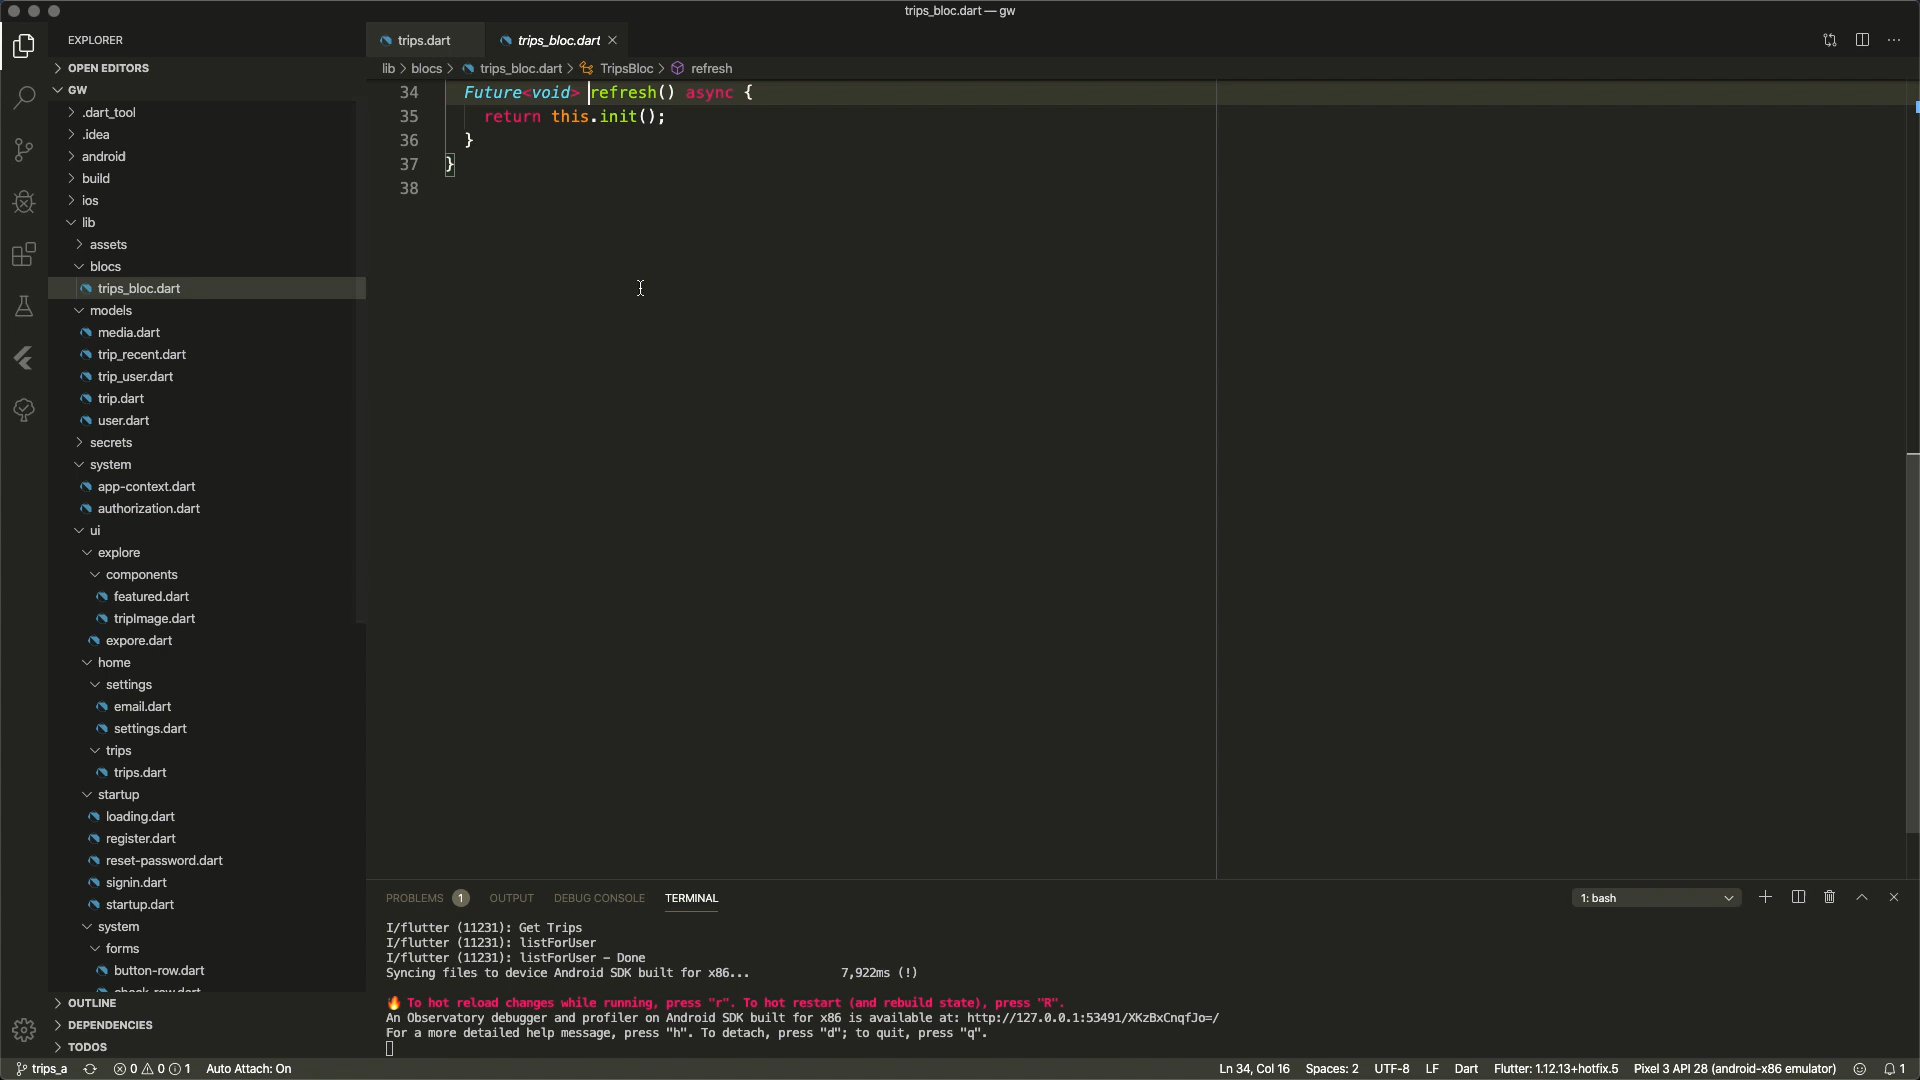 trips_bloc.dart — gw
EXPLORER
OPEN EDITORS
GW
.dart_tool
.idea
android
build
ios
lib
assets
blocs
trips_bloc.dart
models
media.dart
trip_recent.dart
trip_user.dart
trip.dart
user.dart
secrets
system
app-context.dart
authorization.dart
ui
explore
components
featured.dart
tripImage.dart
expore.dart
home
settings
email.dart
settings.dart
trips
trips.dart
startup
loading.dart
register.dart
reset-password.dart
signin.dart
startup.dart
system
forms
button-row.dart
check-row.dart
OUTLINE
DEPENDENCIES
TODOS
trips.dart trips_bloc.dart
lib > blocs > trips_bloc.dart > TripsBloc > refresh
34 Future<void> refresh() async {
35 return this.init();
36 }
37 }
38
PROBLEMS 1 OUTPUT DEBUG CONSOLE TERMINAL 1: bash
I/flutter (11231): Get Trips
I/flutter (11231): listForUser
I/flutter (11231): listForUser – Done
Syncing files to device Android SDK built for x86... 7,922ms (!)
🔥 To hot reload changes while running, press "r". To hot restart (and rebuild state), press "R".
An Observatory debugger and profiler on Android SDK built for x86 is available at: http://127.0.0.1:53491/XKzBxCnqfJo=/
For a more detailed help message, press "h". To detach, press "d"; to quit, press "q".
trips_a 0 0 1 Auto Attach: On Ln 34, Col 16 Spaces: 2 UTF-8 LF Dart Flutter: 1.12.13+hotfix.5 Pixel 3 API 28 (android-x86 emulator) 1